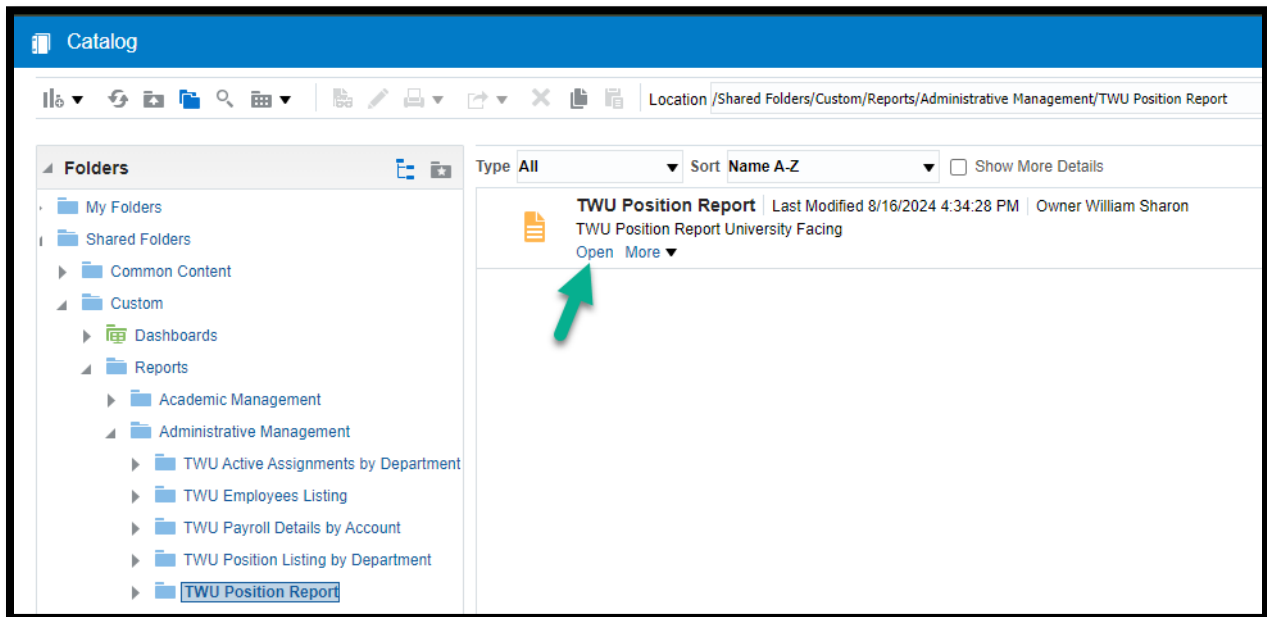 Catalog
Location /Shared Folders/Custom/Reports/Administrative Management/TWU Position Report
Folders
My Folders
Shared Folders
Common Content
Custom
Dashboards
Reports
Academic Management
Administrative Management
TWU Active Assignments by Department
TWU Employees Listing
TWU Payroll Details by Account
TWU Position Listing by Department
TWU Position Report
Type All Sort Name A-Z Show More Details
TWU Position Report Last Modified 8/16/2024 4:34:28 PM Owner William Sharon
TWU Position Report University Facing
Open More